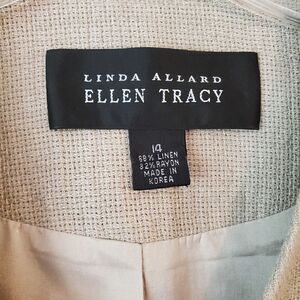 LINDA ALLARD
ELLEN TRACY
14
68% LINEN
32% RAYON
MADE IN
KOREA